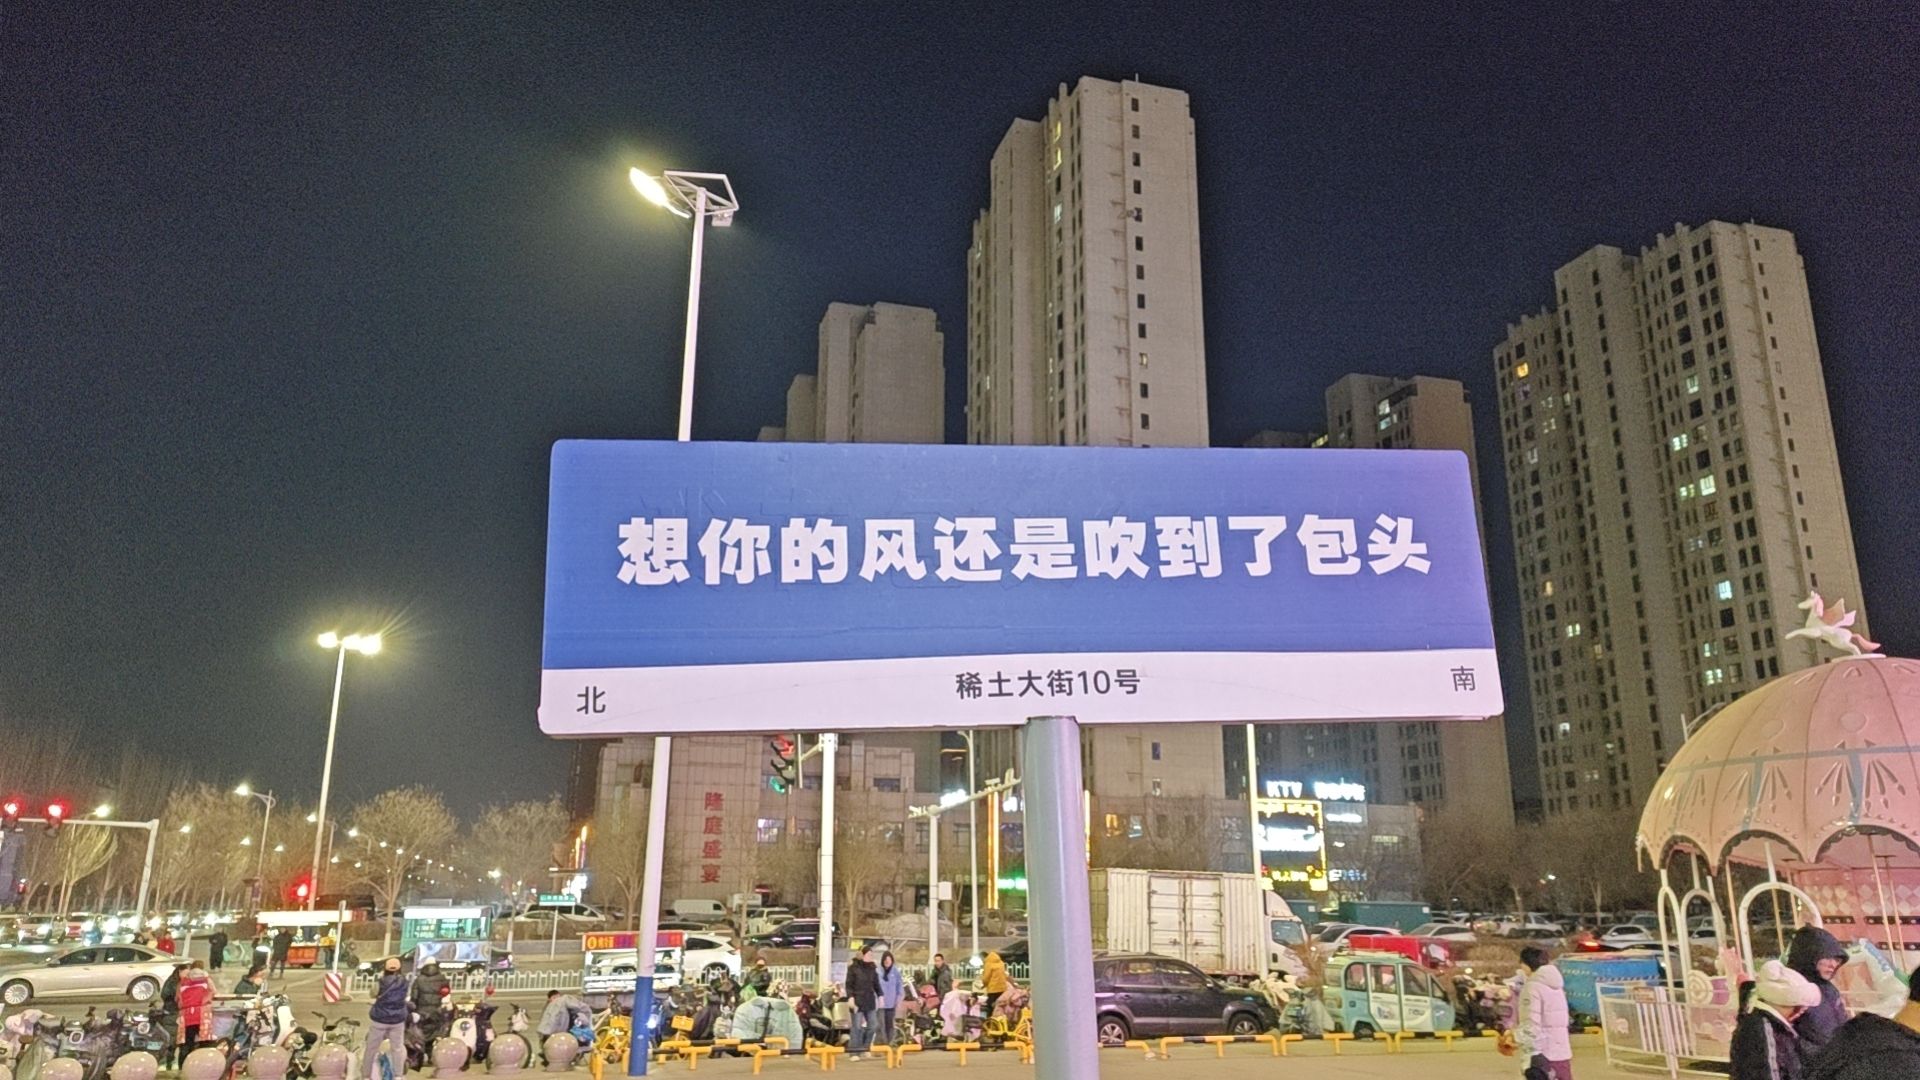 想你的风还是吹到了包头
北
稀土大街10号
南
隆庭盛宴
KTV